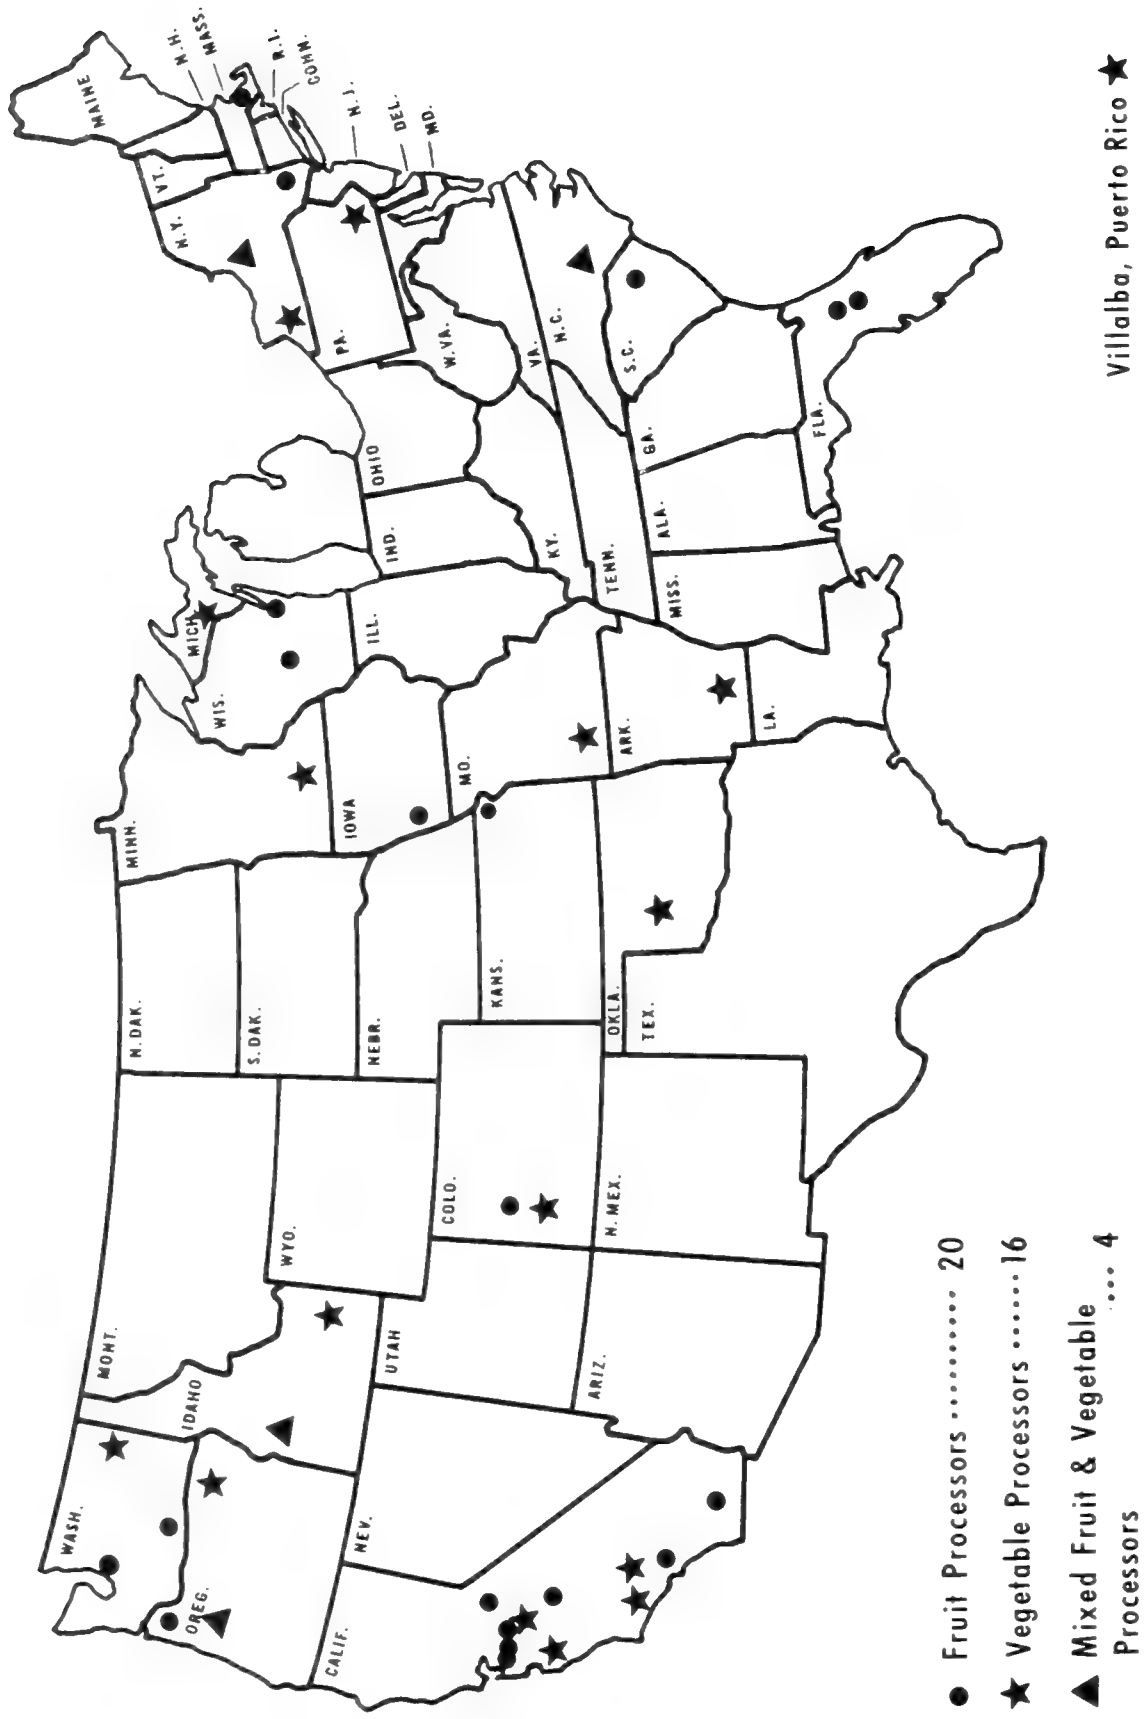 WASH.
MONT.
N. DAK.
MINN.
MICH.
MAINE
VT.
N.H.
MASS.
R.I.
CONN.
N.Y.
N.J.
DEL.
MD.
OREG.
IDAHO
WYO.
S. DAK.
WIS.
PA.
NEBR.
IOWA
ILL.
IND.
OHIO
W.VA.
VA.
CALIF.
NEV.
UTAH
COLO.
KANS.
MO.
KY.
N.C.
TENN.
S.C.
ARIZ.
N. MEX.
OKLA.
TEX.
ARK.
MISS.
ALA.
GA.
LA.
FLA.
Fruit Processors ........... 20
Vegetable Processors ...... 16
Mixed Fruit & Vegetable
Processors .... 4
Villalba, Puerto Rico